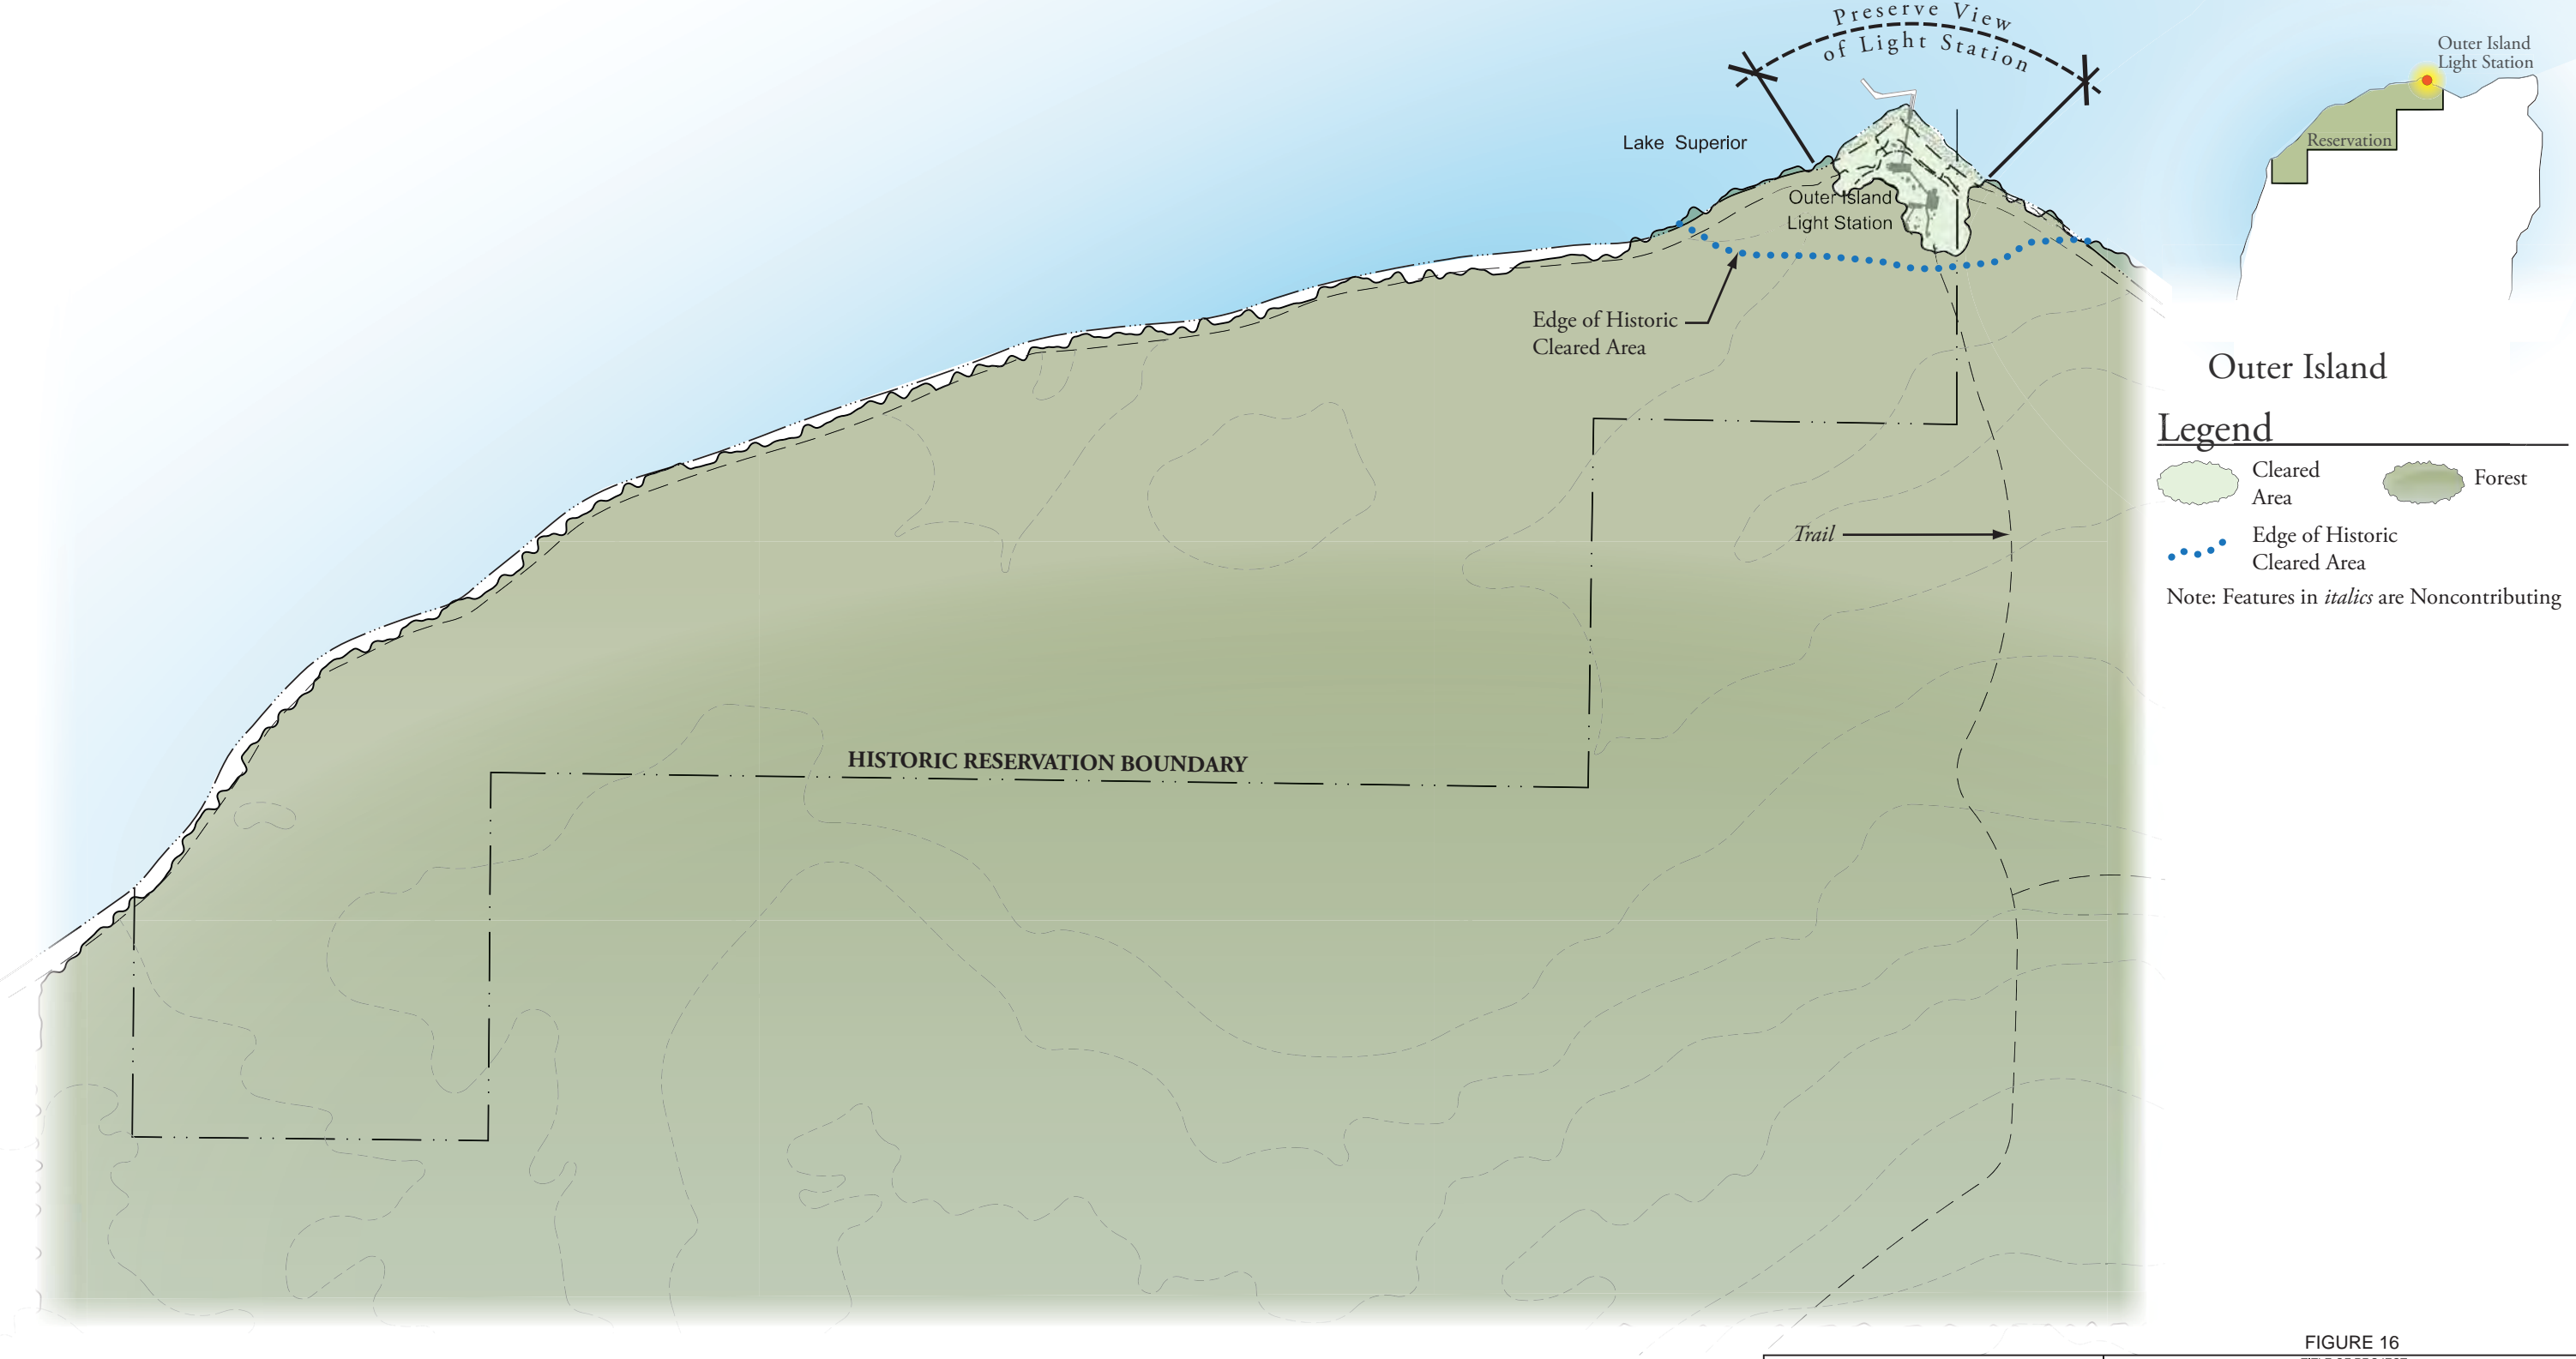 Preserve View
of Light Station
Outer Island
Light Station
Reservation
Lake Superior
Outer Island
Light Station
Edge of Historic
Cleared Area
Outer Island
Legend
Cleared
Area
Forest
Edge of Historic
Cleared Area
Note: Features in italics are Noncontributing
Trail
HISTORIC RESERVATION BOUNDARY
FIGURE 16